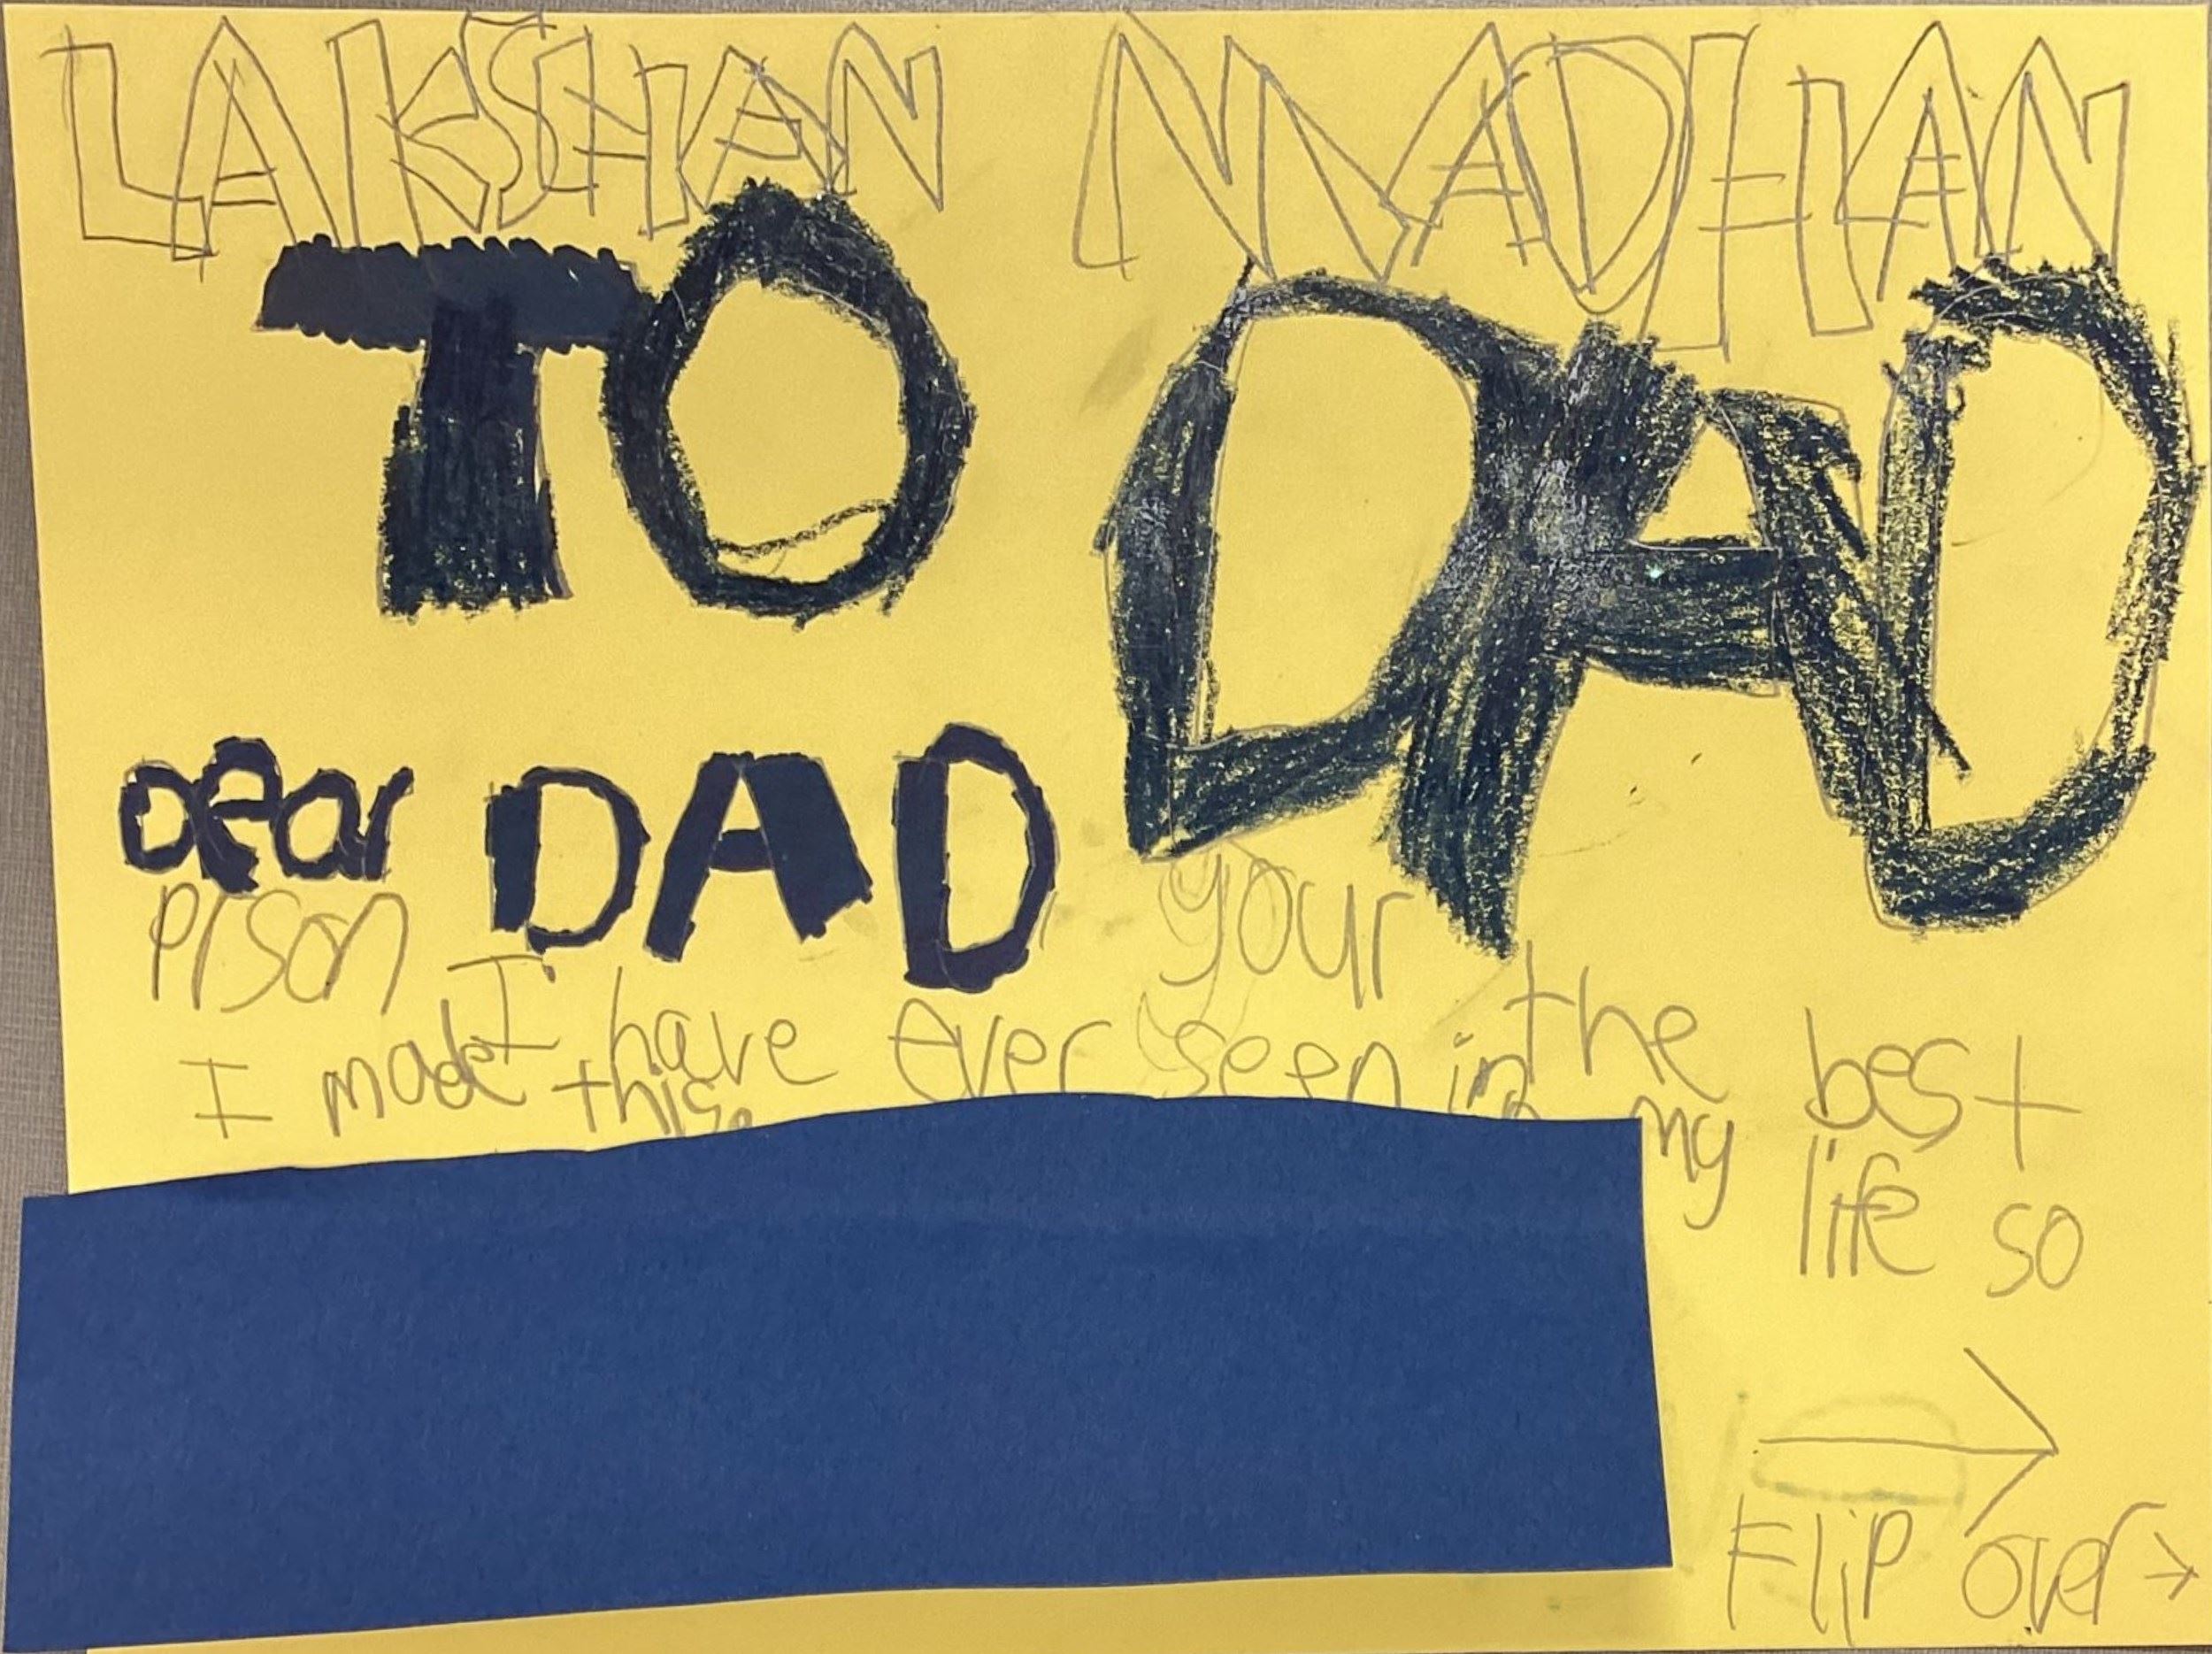 LAKSHAN MADHAN
TO DAD
Dear DAD your the best
prson I have ever seen in my life so
I made this
Flip over →